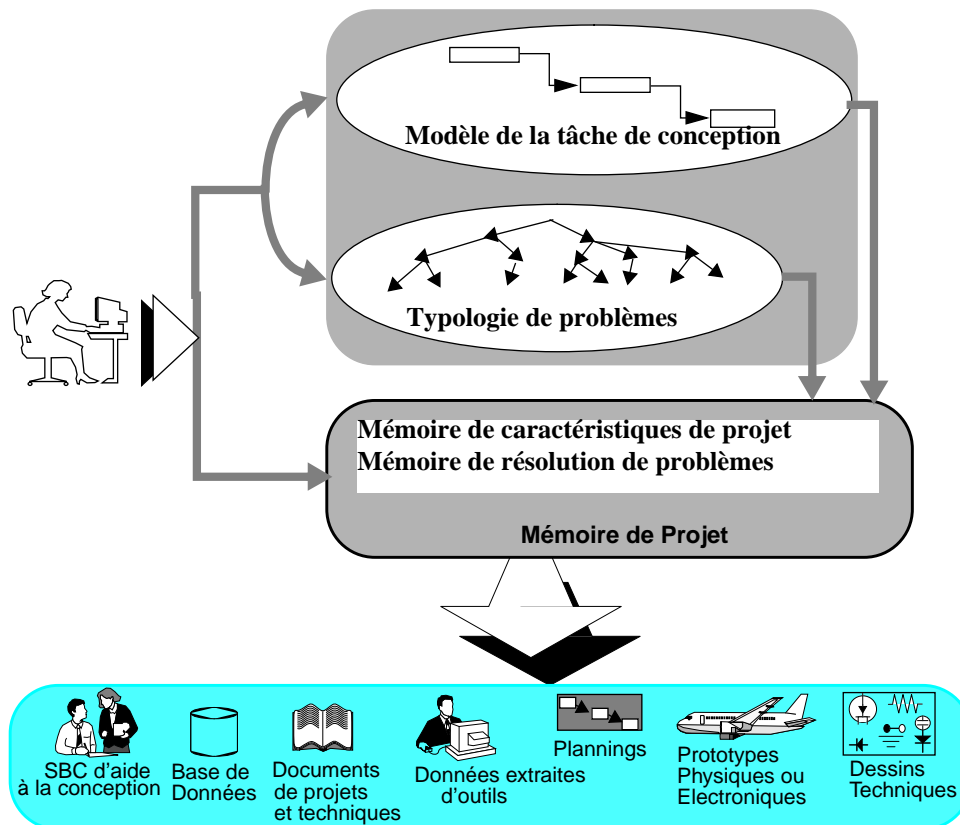 Modèle de la tâche de conception
Typologie de problèmes
Mémoire de caractéristiques de projet
Mémoire de résolution de problèmes
Mémoire de Projet
SBC d'aide
à la conception
Base de
Données
Documents
de projets
et techniques
Données extraites
d'outils
Plannings
Prototypes
Physiques ou
Electroniques
Dessins
Techniques